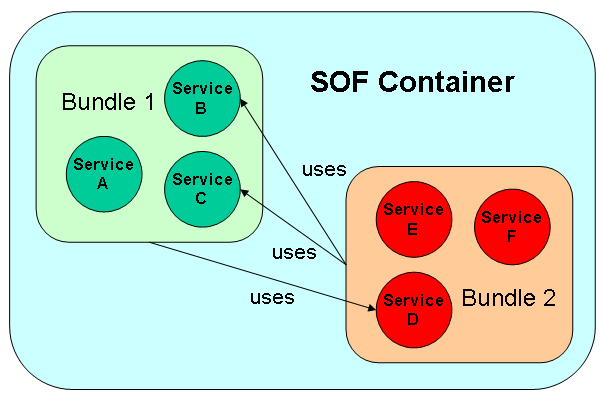 SOF Container
Bundle 1
Service
B
Service
A
Service
C
uses
uses
uses
Service
E
Service
F
Service
D
Bundle 2